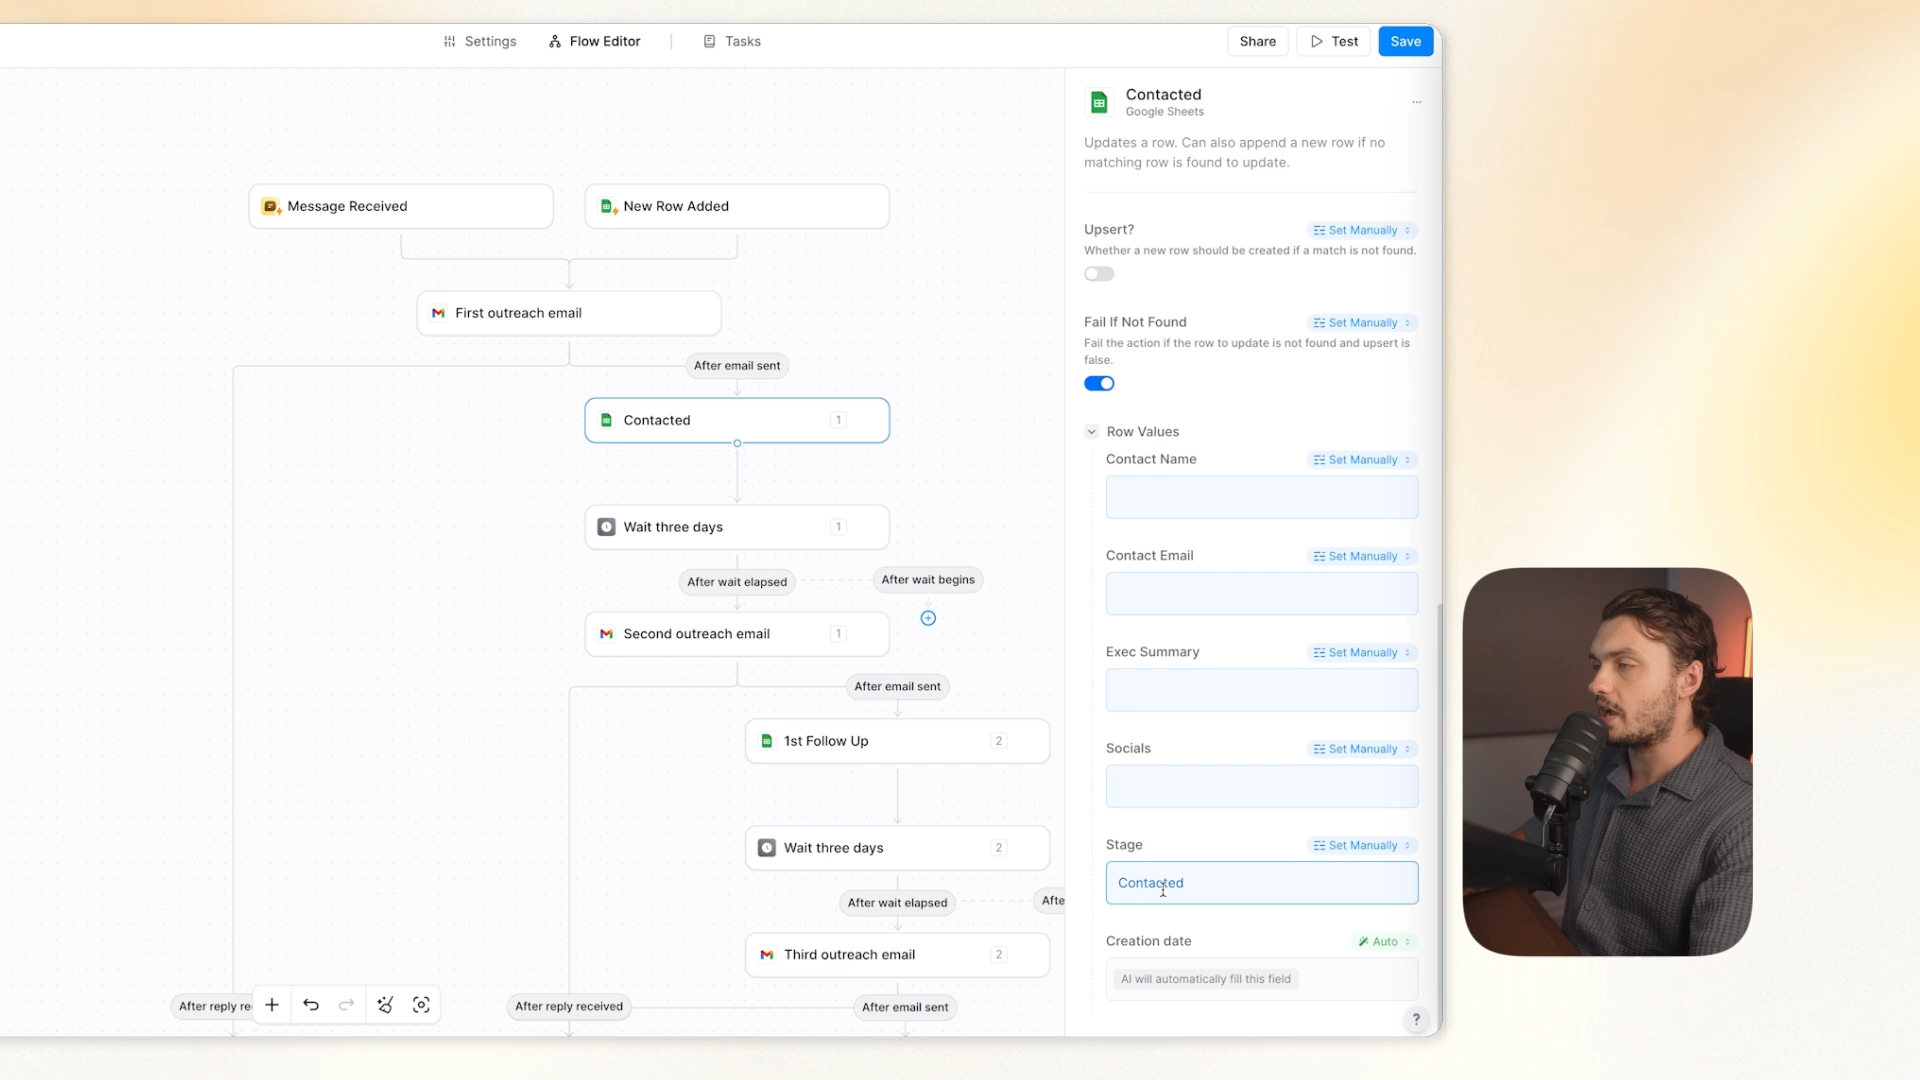 Settings
Flow Editor
Tasks
Share
Test
Save
Message Received
New Row Added
First outreach email
After email sent
Contacted
1
Wait three days
1
After wait elapsed
After wait begins
Second outreach email
1
After email sent
1st Follow Up
2
Wait three days
2
After wait elapsed
Afte
Third outreach email
2
After reply re
After reply received
After email sent
Contacted
Google Sheets
Updates a row. Can also append a new row if no
matching row is found to update.
Upsert?
Set Manually
Whether a new row should be created if a match is not found.
Fail If Not Found
Set Manually
Fail the action if the row to update is not found and upsert is
false.
Row Values
Contact Name
Set Manually
Contact Email
Set Manually
Exec Summary
Set Manually
Socials
Set Manually
Stage
Set Manually
Contacted
Creation date
Auto
AI will automatically fill this field
?